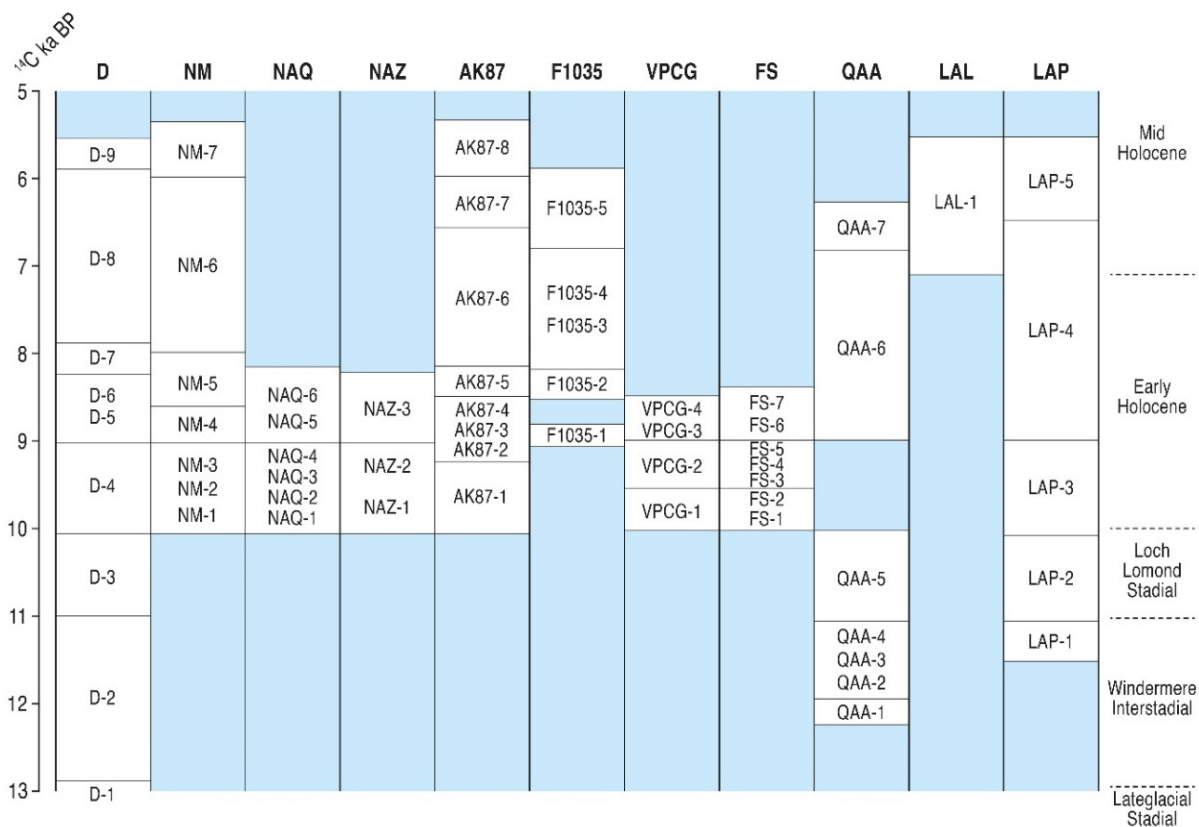 ¹⁴C ka BP
D NM NAQ NAZ AK87 F1035 VPCG FS QAA LAL LAP
5
6
7
8
9
10
11
12
13
D-9
D-8
D-7
D-6
D-5
D-4
D-3
D-2
D-1
NM-7
NM-6
NM-5
NM-4
NM-3
NM-2
NM-1
NAQ-6
NAQ-5
NAQ-4
NAQ-3
NAQ-2
NAQ-1
NAZ-3
NAZ-2
NAZ-1
AK87-8
AK87-7
AK87-6
AK87-5
AK87-4
AK87-3
AK87-2
AK87-1
F1035-5
F1035-4
F1035-3
F1035-2
F1035-1
VPCG-4
VPCG-3
VPCG-2
VPCG-1
FS-7
FS-6
FS-5
FS-4
FS-3
FS-2
FS-1
QAA-7
QAA-6
QAA-5
QAA-4
QAA-3
QAA-2
QAA-1
LAL-1
LAP-5
LAP-4
LAP-3
LAP-2
LAP-1
Mid
Holocene
Early
Holocene
Loch
Lomond
Stadial
Windermere
Interstadial
Lateglacial
Stadial